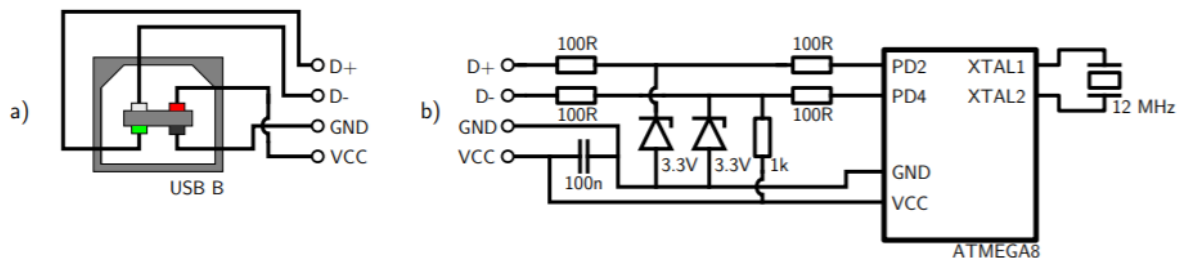 a)
D+
D-
GND
VCC
USB B
b)
D+
D-
GND
VCC
100R
100R
100R
100R
100n
3.3V
3.3V
1k
PD2
PD4
GND
VCC
XTAL1
XTAL2
ATMEGA8
12 MHz